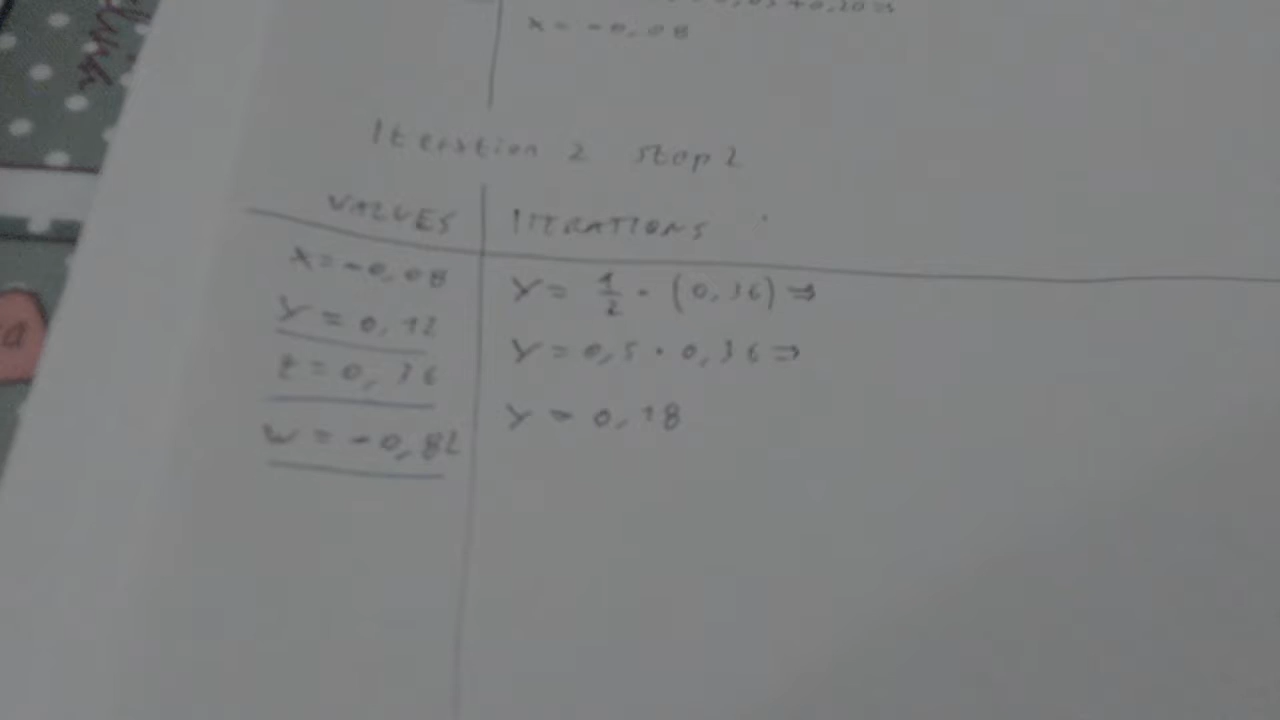 x = -0,08
Iteration 2 step 2
VALUES
ITERATIONS
x = -0,08
y = 0,12
z = 0,36
w = -0,82
y = 1/2 · (0,36) ⇒
y = 0,5 · 0,36 ⇒
y = 0,18